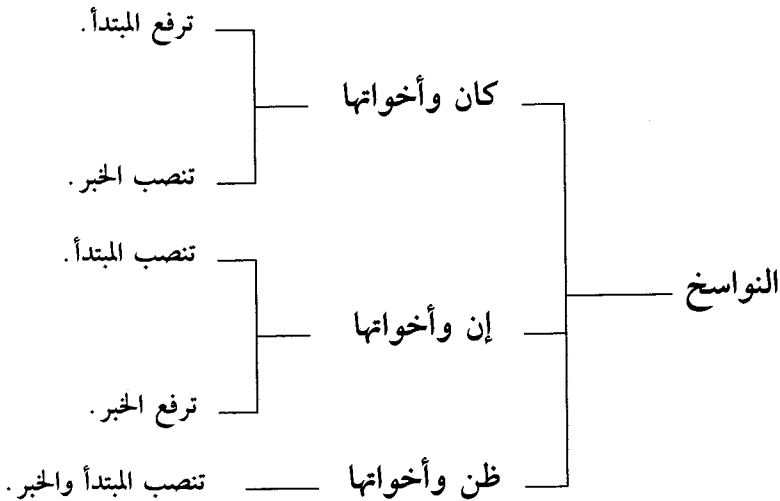 النواسخ
كان وأخواتها
ترفع المبتدأ .
تنصب الخبر .
إن وأخواتها
تنصب المبتدأ .
ترفع الخبر .
ظن وأخواتها
تنصب المبتدأ والخبر .